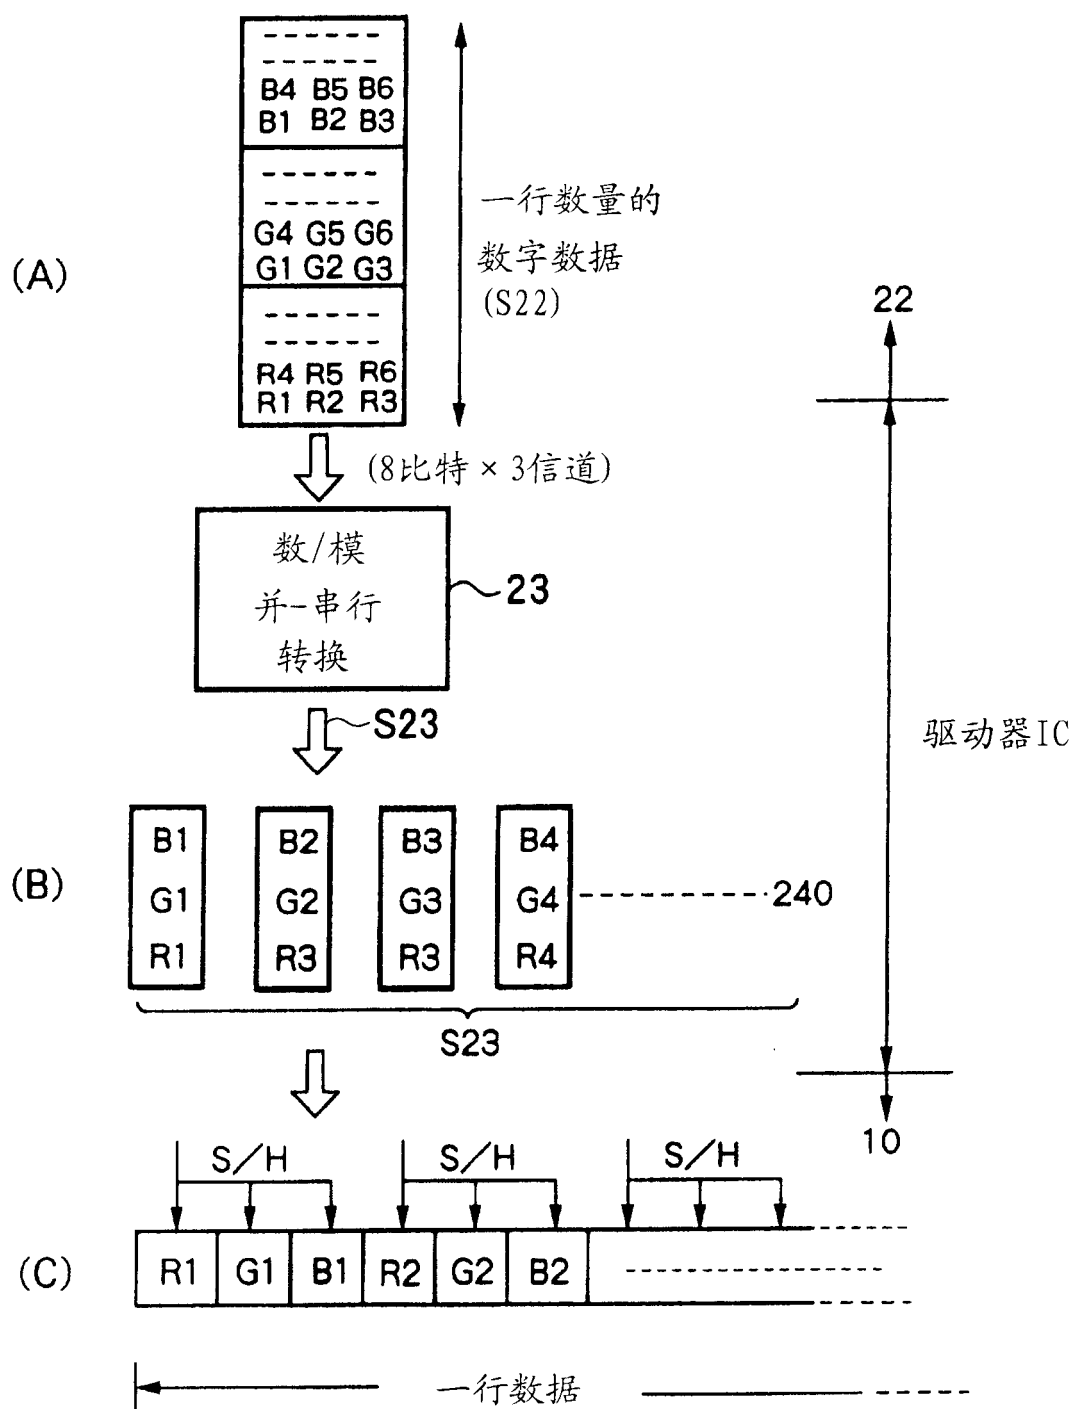 B4 B5 B6
B1 B2 B3
G4 G5 G6
G1 G2 G3
R4 R5 R6
R1 R2 R3
(A)
一行数量的
数字数据
(S22)
22
(8比特 × 3信道)
数/模
并-串行
转换
23
S23
驱动器IC
(B)
B1 B2 B3 B4
G1 G2 G3 G4
R1 R3 R3 R4
240
S23
10
S/H S/H S/H
(C)
R1 G1 B1 R2 G2 B2
一行数据